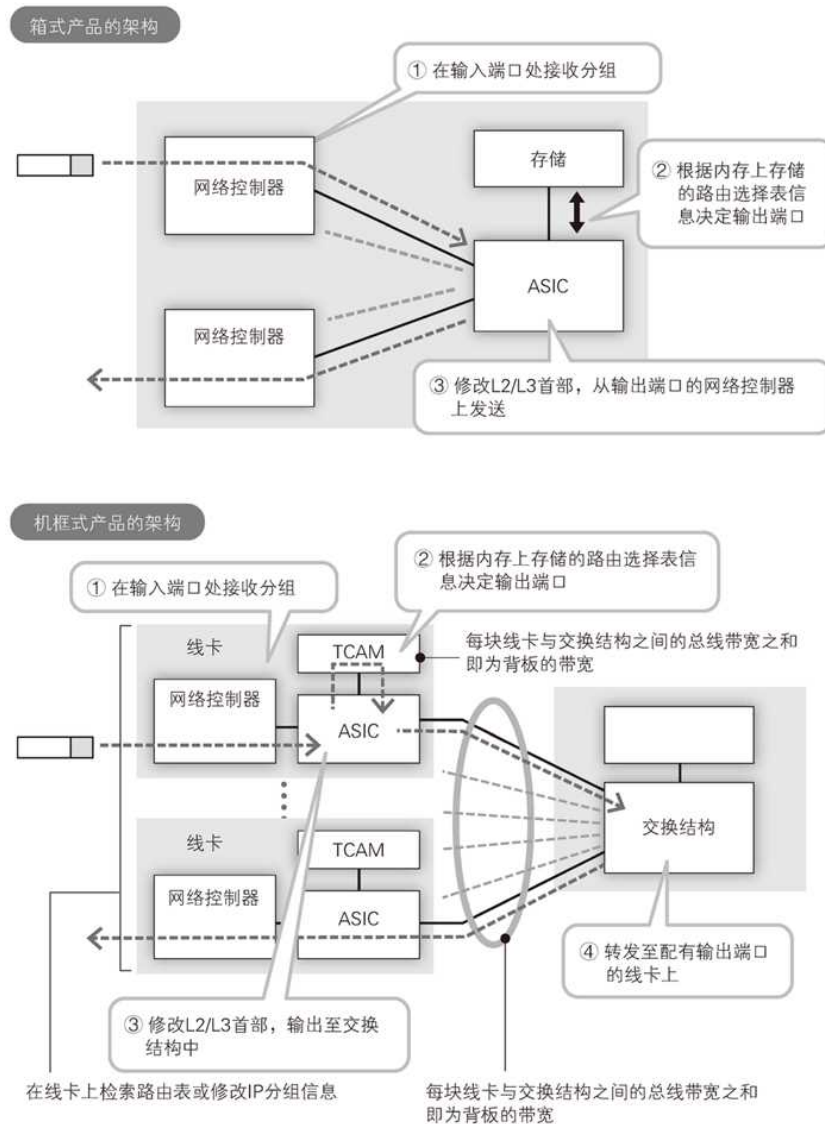 箱式产品的架构
① 在输入端口处接收分组
网络控制器
存储
② 根据内存上存储
的路由选择表信
息决定输出端口
ASIC
网络控制器
③ 修改L2/L3首部，从输出端口的网络控制器
上发送
机框式产品的架构
② 根据内存上存储的路由选择表信
息决定输出端口
① 在输入端口处接收分组
线卡
TCAM
每块线卡与交换结构之间的总线带宽之和
即为背板的带宽
网络控制器
ASIC
交换结构
线卡
TCAM
网络控制器
ASIC
④ 转发至配有输出端口
的线卡上
③ 修改L2/L3首部，输出至交换
结构中
在线卡上检索路由表或修改IP分组信息
每块线卡与交换结构之间的总线带宽之和
即为背板的带宽